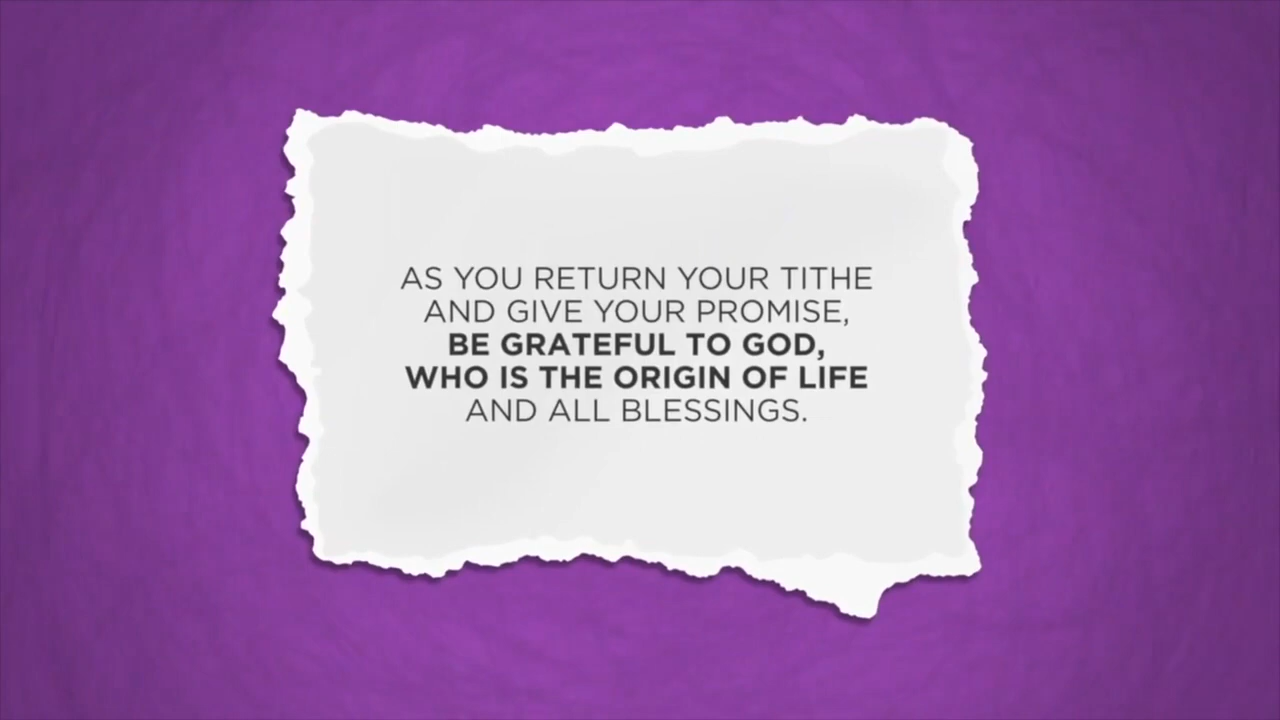 AS YOU RETURN YOUR TITHE
AND GIVE YOUR PROMISE,
BE GRATEFUL TO GOD,
WHO IS THE ORIGIN OF LIFE
AND ALL BLESSINGS.